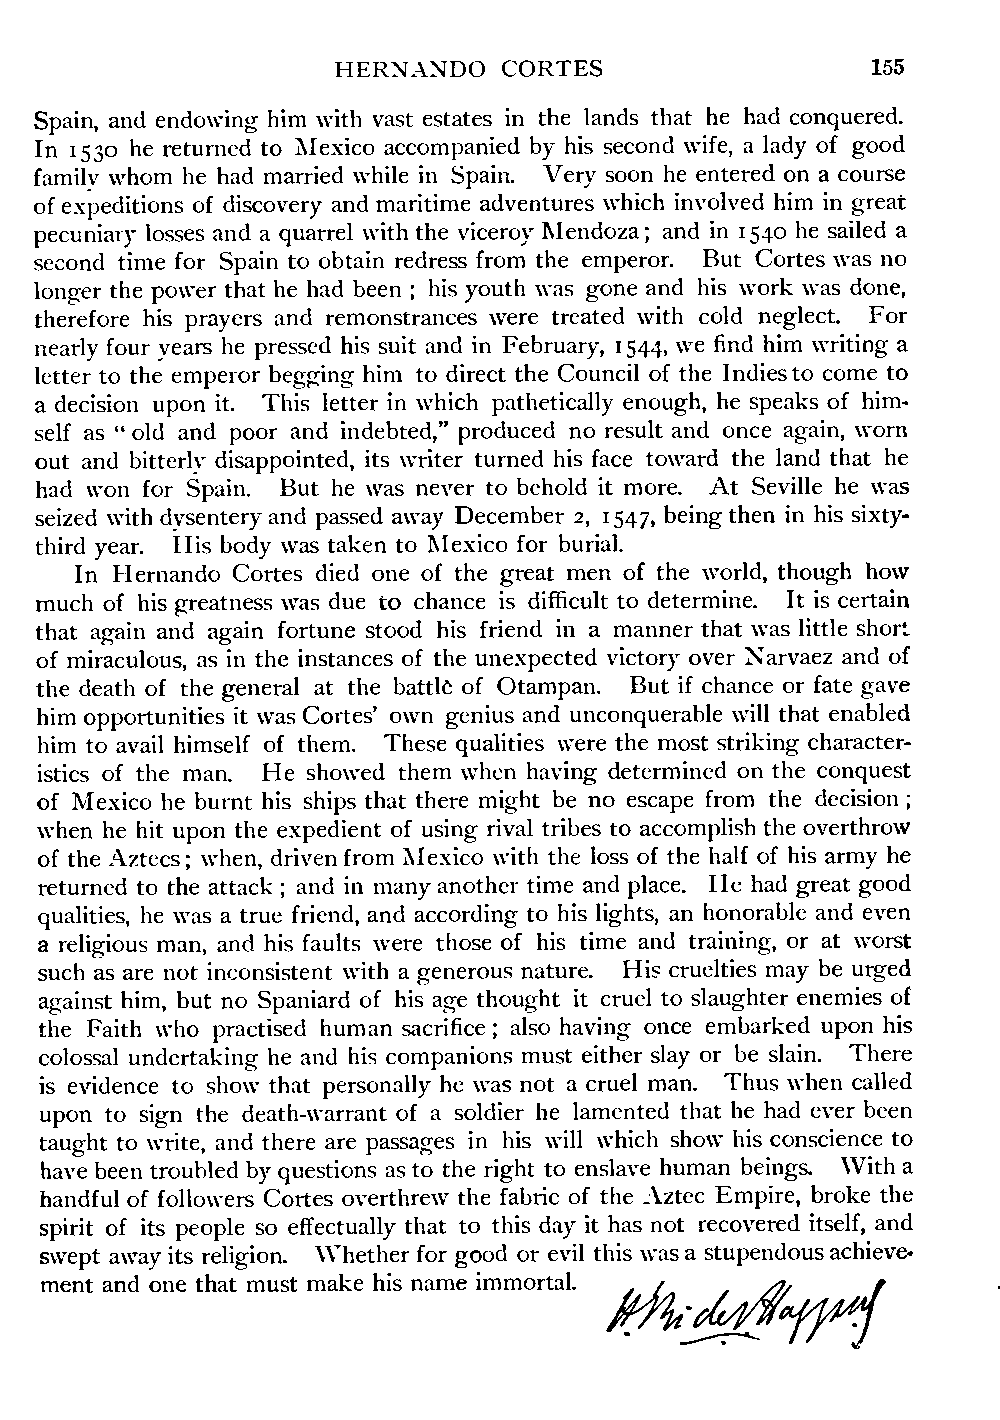 HERNANDO CORTES 155
Spain, and endowing him with vast estates in the lands that he had conquered.
In 1530 he returned to Mexico accompanied by his second wife, a lady of good
family whom he had married while in Spain. Very soon he entered on a course
of expeditions of discovery and maritime adventures which involved him in great
pecuniary losses and a quarrel with the viceroy Mendoza; and in 1540 he sailed a
second time for Spain to obtain redress from the emperor. But Cortes was no
longer the power that he had been ; his youth was gone and his work was done,
therefore his prayers and remonstrances were treated with cold neglect. For
nearly four years he pressed his suit and in February, 1544, we find him writing a
letter to the emperor begging him to direct the Council of the Indies to come to
a decision upon it. This letter in which pathetically enough, he speaks of him-
self as “old and poor and indebted,” produced no result and once again, worn
out and bitterly disappointed, its writer turned his face toward the land that he
had won for Spain. But he was never to behold it more. At Seville he was
seized with dysentery and passed away December 2, 1547, being then in his sixty-
third year. His body was taken to Mexico for burial.
In Hernando Cortes died one of the great men of the world, though how
much of his greatness was due to chance is difficult to determine. It is certain
that again and again fortune stood his friend in a manner that was little short
of miraculous, as in the instances of the unexpected victory over Narvaez and of
the death of the general at the battle of Otampan. But if chance or fate gave
him opportunities it was Cortes’ own genius and unconquerable will that enabled
him to avail himself of them. These qualities were the most striking character-
istics of the man. He showed them when having determined on the conquest
of Mexico he burnt his ships that there might be no escape from the decision ;
when he hit upon the expedient of using rival tribes to accomplish the overthrow
of the Aztecs; when, driven from Mexico with the loss of the half of his army he
returned to the attack ; and in many another time and place. He had great good
qualities, he was a true friend, and according to his lights, an honorable and even
a religious man, and his faults were those of his time and training, or at worst
such as are not inconsistent with a generous nature. His cruelties may be urged
against him, but no Spaniard of his age thought it cruel to slaughter enemies of
the Faith who practised human sacrifice ; also having once embarked upon his
colossal undertaking he and his companions must either slay or be slain. There
is evidence to show that personally he was not a cruel man. Thus when called
upon to sign the death-warrant of a soldier he lamented that he had ever been
taught to write, and there are passages in his will which show his conscience to
have been troubled by questions as to the right to enslave human beings. With a
handful of followers Cortes overthrew the fabric of the Aztec Empire, broke the
spirit of its people so effectually that to this day it has not recovered itself, and
swept away its religion. Whether for good or evil this was a stupendous achieve-
ment and one that must make his name immortal.
H. Rider Haggard